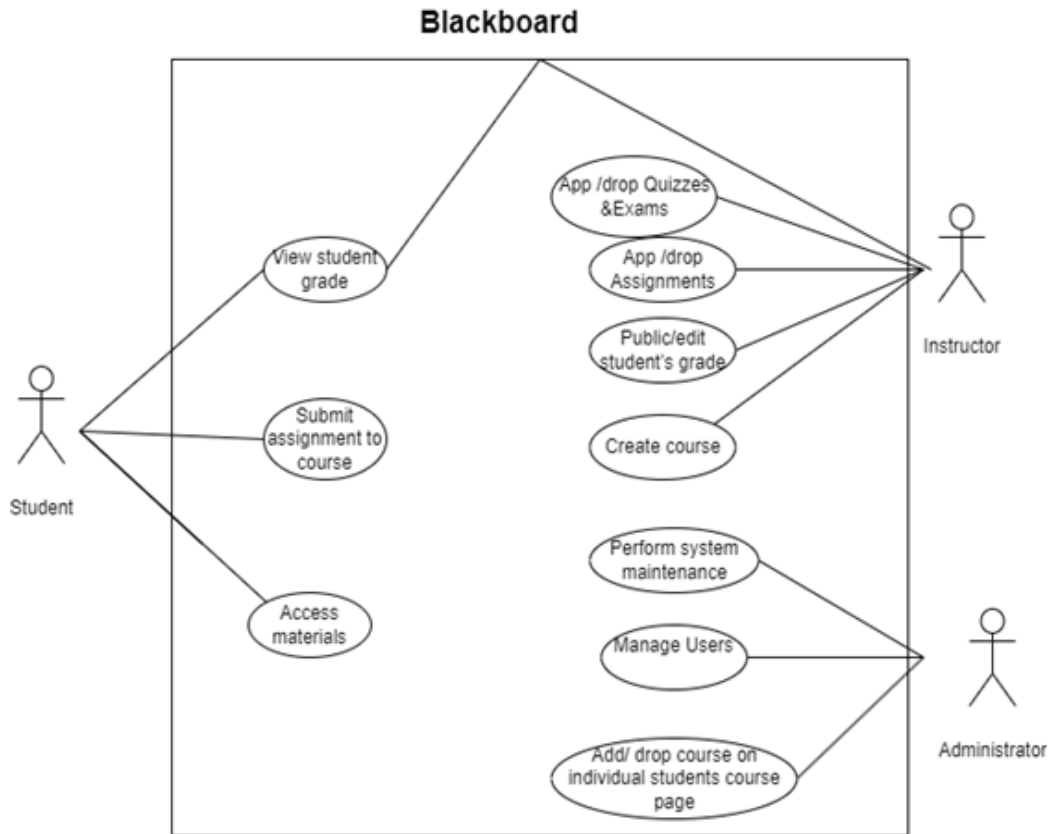 Blackboard
App /drop Quizzes
&Exams
View student
grade
App /drop
Assignments
Public/edit
student's grade
Instructor
Submit
assignment to
course
Create course
Student
Perform system
maintenance
Access
materials
Manage Users
Administrator
Add/ drop course on
individual students course
page